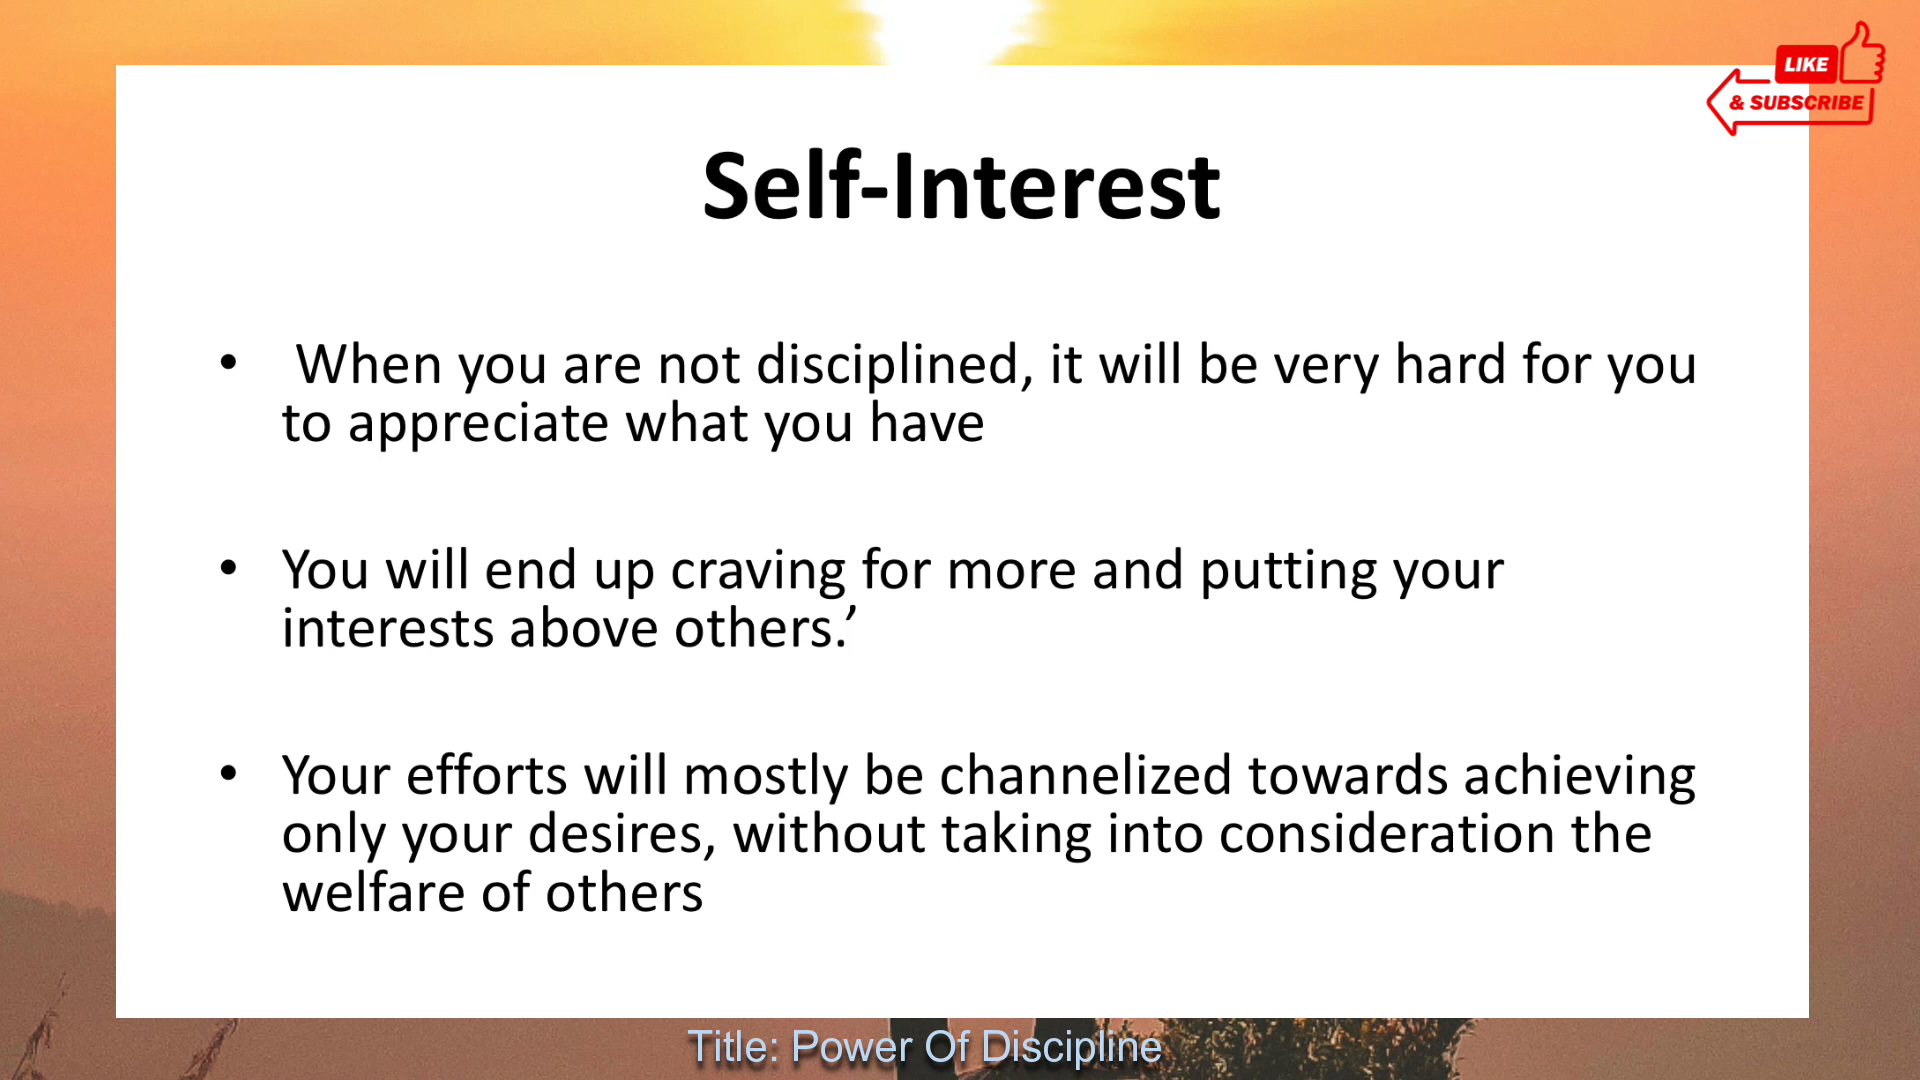 LIKE
& SUBSCRIBE
Self-Interest
• When you are not disciplined, it will be very hard for you
to appreciate what you have
• You will end up craving for more and putting your
interests above others.’
• Your efforts will mostly be channelized towards achieving
only your desires, without taking into consideration the
welfare of others
Title: Power Of Discipline